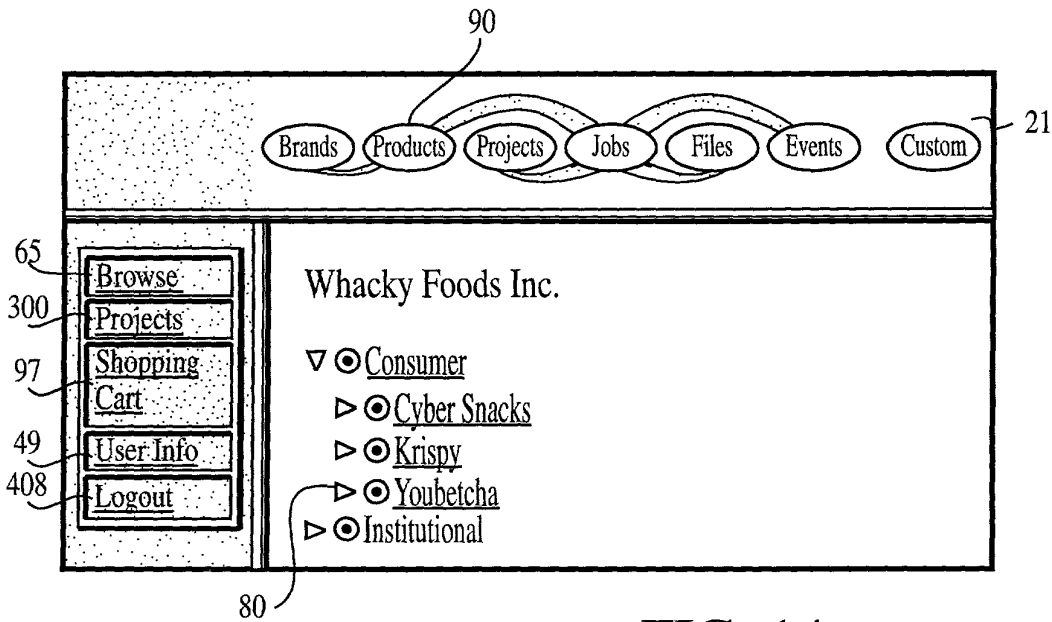 90
Brands Products Projects Jobs Files Events Custom
21
65
Browse
300
Projects
97
Shopping
Cart
49
User Info
408
Logout
Whacky Foods Inc.
Consumer
Cyber Snacks
Krispy
Youbetcha
Institutional
80